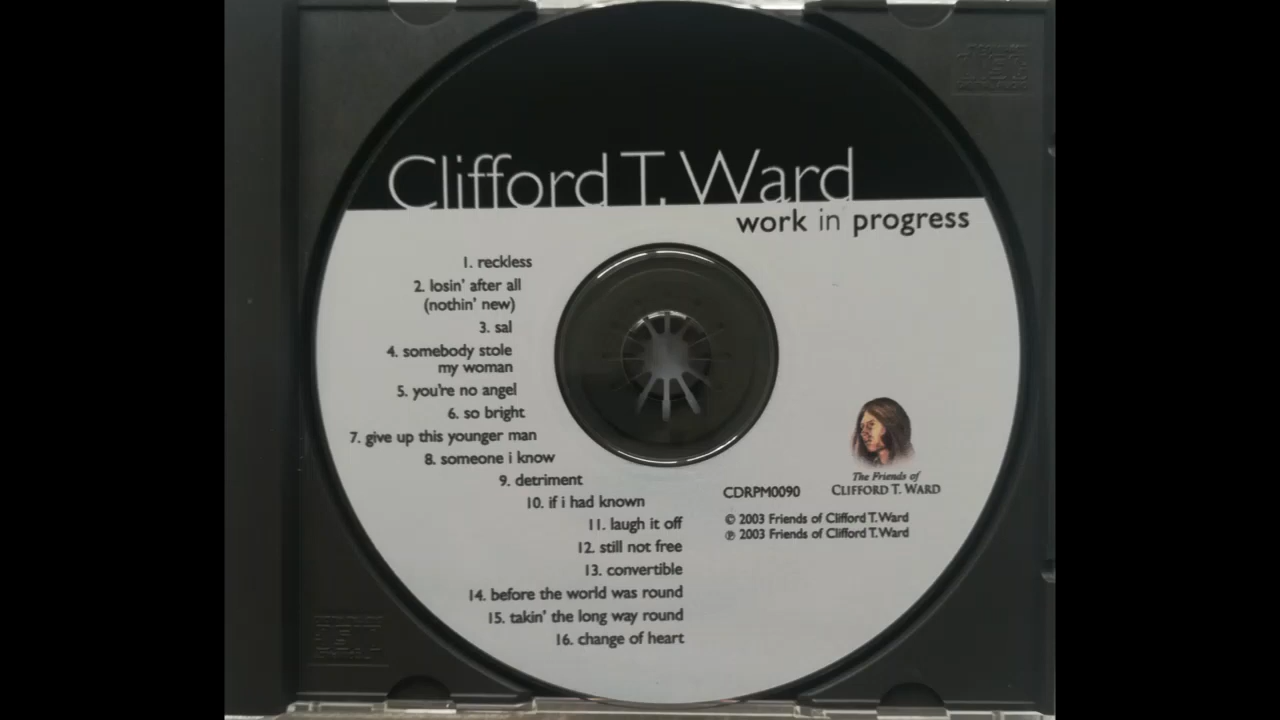 Clifford T. Ward
work in progress
1. reckless
2. losin' after all
(nothin' new)
3. sal
4. somebody stole
my woman
5. you're no angel
6. so bright
7. give up this younger man
8. someone i know
9. detriment
10. if i had known
11. laugh it off
12. still not free
13. convertible
14. before the world was round
15. takin' the long way round
16. change of heart
The Friends of
CLIFFORD T. WARD
CDRPM0090
© 2003 Friends of Clifford T. Ward
℗ 2003 Friends of Clifford T. Ward